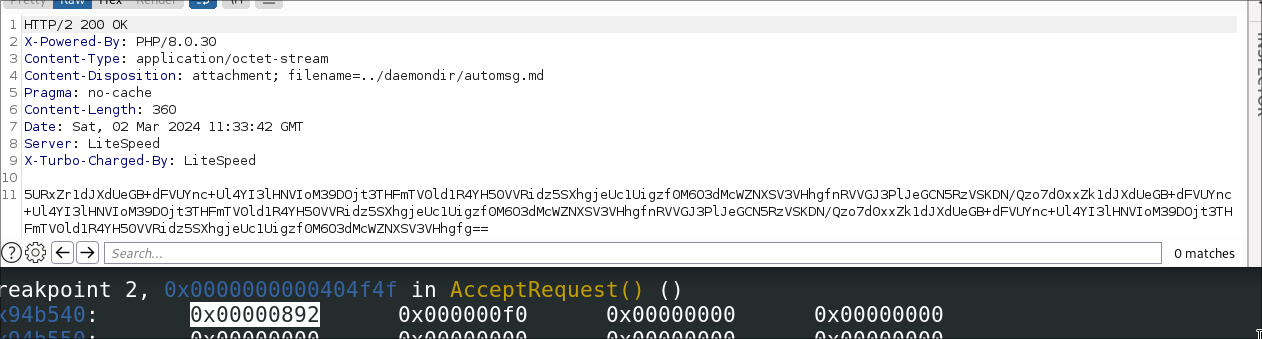 Pretty Raw Hex Render
1 HTTP/2 200 OK
2 X-Powered-By: PHP/8.0.30
3 Content-Type: application/octet-stream
4 Content-Disposition: attachment; filename=../daemondir/automsg.md
5 Pragma: no-cache
6 Content-Length: 360
7 Date: Sat, 02 Mar 2024 11:33:42 GMT
8 Server: LiteSpeed
9 X-Turbo-Charged-By: LiteSpeed
10
11 5URxZr1dJXdUeGB+dFVUYnc+Ul4YI3lHNVIoM39DOjt3THFmTV0ld1R4YH50VVRidz5SXhgjeUc1Uigzf0M6O3dMcWZNXSV3VHhgfnRVVGJ3PlJeGCN5RzVSKDN/Qzo7d0xxZk1dJXdUeGB+dFVUYnc
+Ul4YI3lHNVIoM39DOjt3THFmTV0ld1R4YH50VVRidz5SXhgjeUc1Uigzf0M6O3dMcWZNXSV3VHhgfnRVVGJ3PlJeGCN5RzVSKDN/Qzo7d0xxZk1dJXdUeGB+dFVUYnc+Ul4YI3lHNVIoM39DOjt3TH
FmTV0ld1R4YH50VVRidz5SXhgjeUc1Uigzf0M6O3dMcWZNXSV3VHhgfg==
Search...
0 matches
INSPECTOR
reakpoint 2, 0x0000000000404f4f in AcceptRequest() ()
x94b540: 0x00000892 0x000000f0 0x00000000 0x00000000
x94b550: 0x00000000 0x00000000 0x00000000 0x00000000